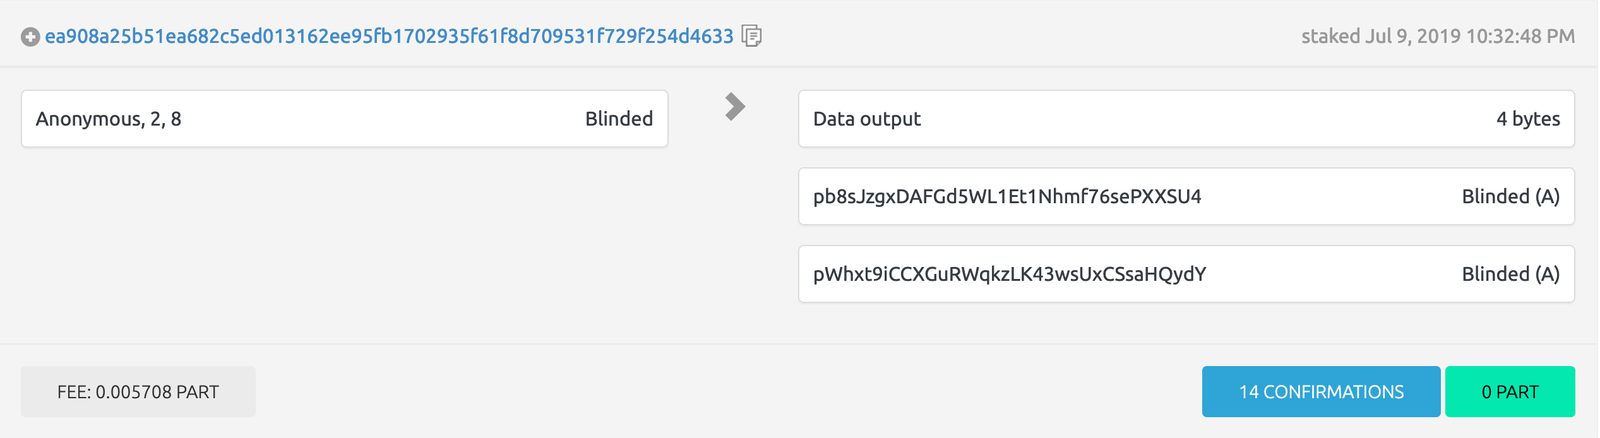 ea908a25b51ea682c5ed013162ee95fb1702935f61f8d709531f729f254d4633 staked Jul 9, 2019 10:32:48 PM
Anonymous, 2, 8 Blinded
Data output 4 bytes
pb8sJzgxDAFGd5WL1Et1Nhmf76sePXXSU4 Blinded (A)
pWhxt9iCCXGuRWqkzLK43wsUxCSsaHQydY Blinded (A)
FEE: 0.005708 PART 14 CONFIRMATIONS 0 PART